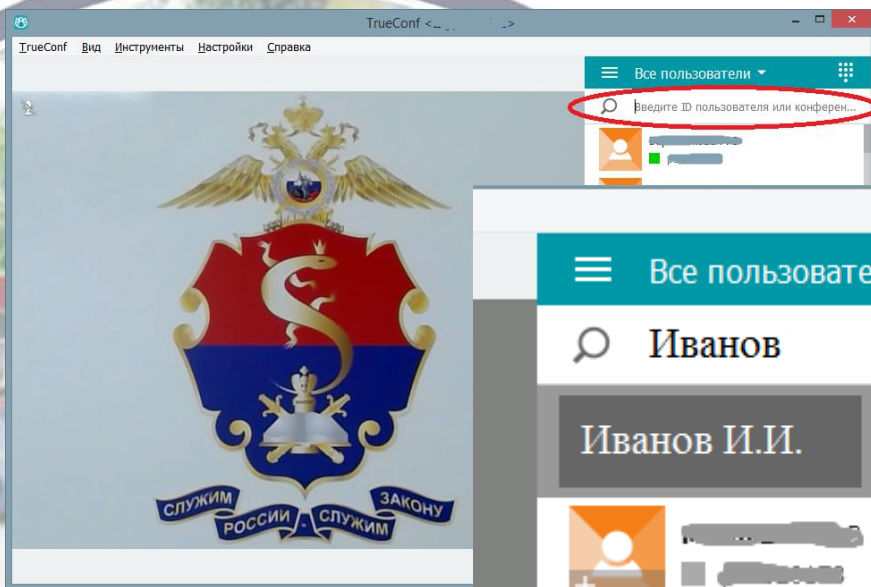 TrueConf <
TrueConf Вид Инструменты Настройки Справка
Все пользователи
Введите ID пользователя или конферен...
СЛУЖИМ РОССИИ - СЛУЖИМ ЗАКОНУ
Все пользовате
Иванов
Иванов И.И.